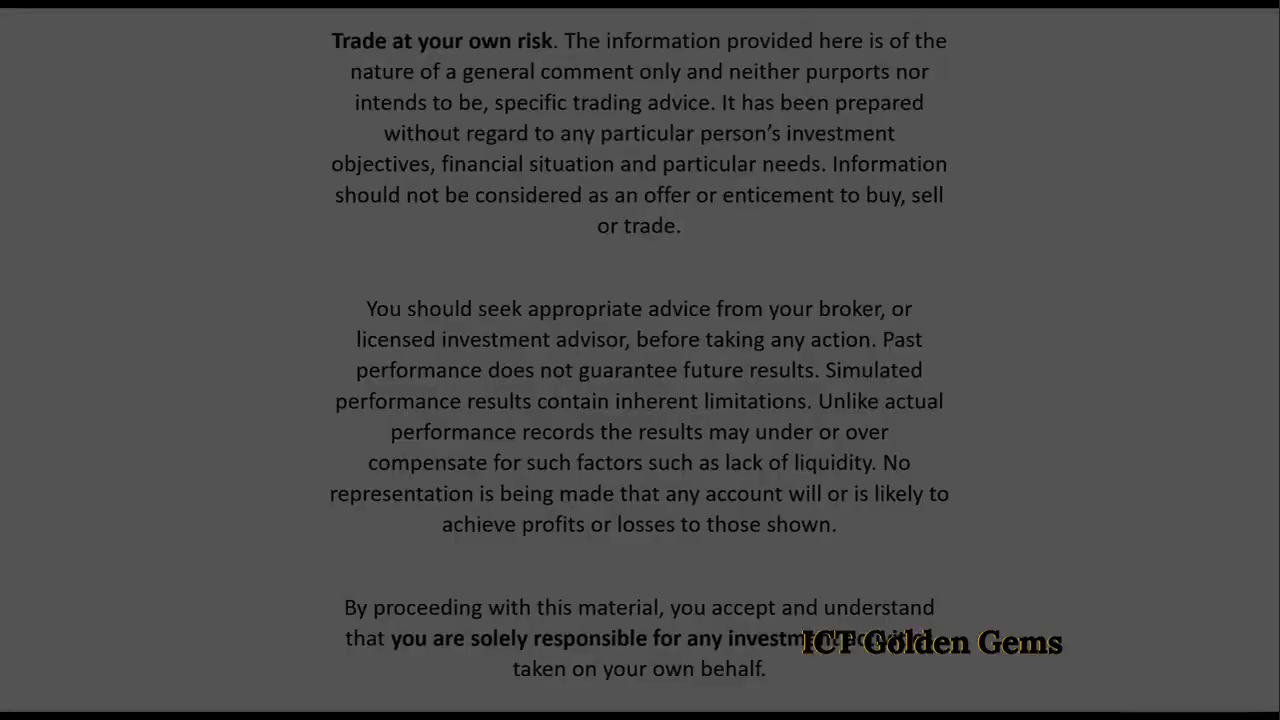 Trade at your own risk. The information provided here is of the
nature of a general comment only and neither purports nor
intends to be, specific trading advice. It has been prepared
without regard to any particular person’s investment
objectives, financial situation and particular needs. Information
should not be considered as an offer or enticement to buy, sell
or trade.
You should seek appropriate advice from your broker, or
licensed investment advisor, before taking any action. Past
performance does not guarantee future results. Simulated
performance results contain inherent limitations. Unlike actual
performance records the results may under or over
compensate for such factors such as lack of liquidity. No
representation is being made that any account will or is likely to
achieve profits or losses to those shown.
By proceeding with this material, you accept and understand
that you are solely responsible for any
taken on your own behalf.
ICT Golden Gems